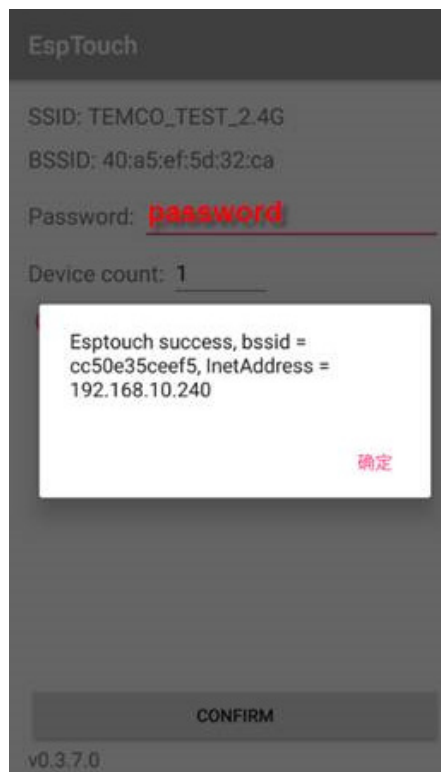 EspTouch
SSID: TEMCO_TEST_2.4G
BSSID: 40:a5:ef:5d:32:ca
Password: password
Device count: 1
Esptouch success, bssid =
cc50e35ceef5, InetAddress =
192.168.10.240
确定
CONFIRM
v0.3.7.0